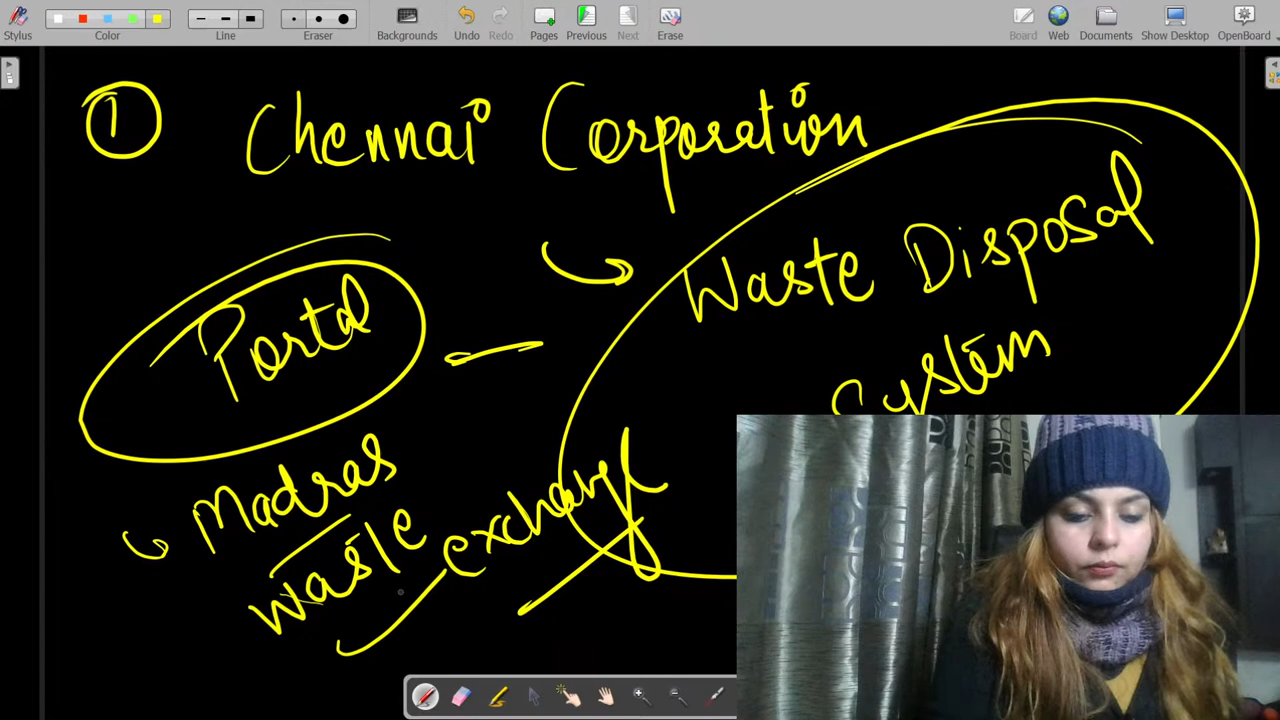 Stylus
Color
Line
Eraser
Backgrounds
Undo
Redo
Pages
Previous
Next
Erase
Board
Web
Documents
Show Desktop
OpenBoard
1 Chennai Corporation
Waste Disposal
System
Portal
Madras
Waste exchange